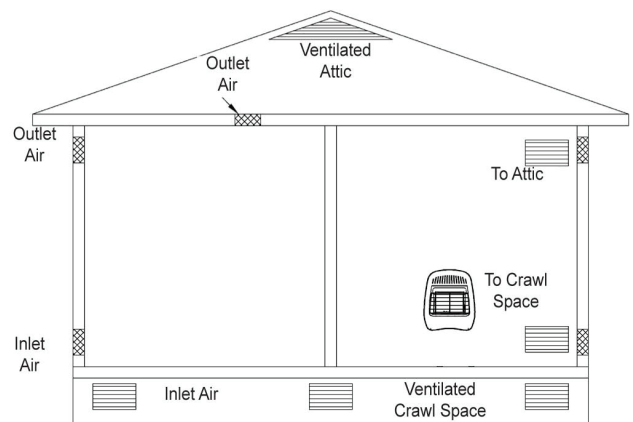 Ventilated
Attic
Outlet
Air
Outlet
Air
To Attic
To Crawl
Space
Inlet
Air
Inlet Air
Ventilated
Crawl Space